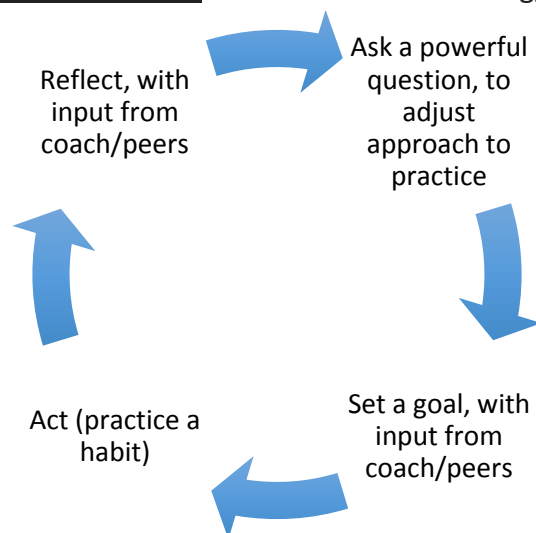 Ask a powerful
question, to
adjust
approach to
practice
Set a goal, with
input from
coach/peers
Act (practice a
habit)
Reflect, with
input from
coach/peers